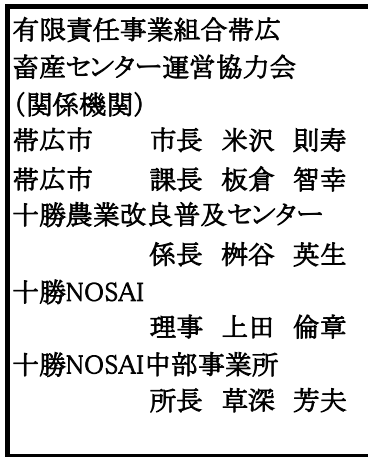 有限責任事業組合帯広
畜産センター運営協力会
（関係機関）
帯広市　　市長　米沢　則寿
帯広市　　課長　板倉　智幸
十勝農業改良普及センター
係長　桝谷　英生
十勝NOSAI
理事　上田　倫章
十勝NOSAI中部事業所
所長　草深　芳夫